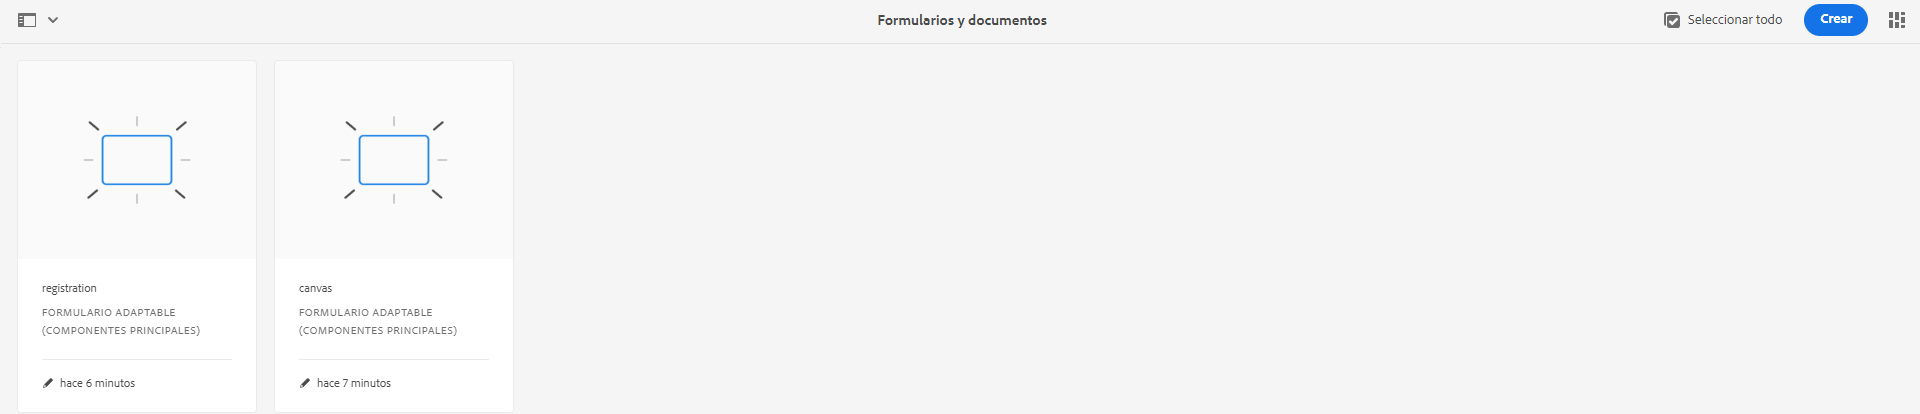 Formularios y documentos
Seleccionar todo
Crear
registration
FORMULARIO ADAPTABLE
(COMPONENTES PRINCIPALES)
hace 6 minutos
canvas
FORMULARIO ADAPTABLE
(COMPONENTES PRINCIPALES)
hace 7 minutos